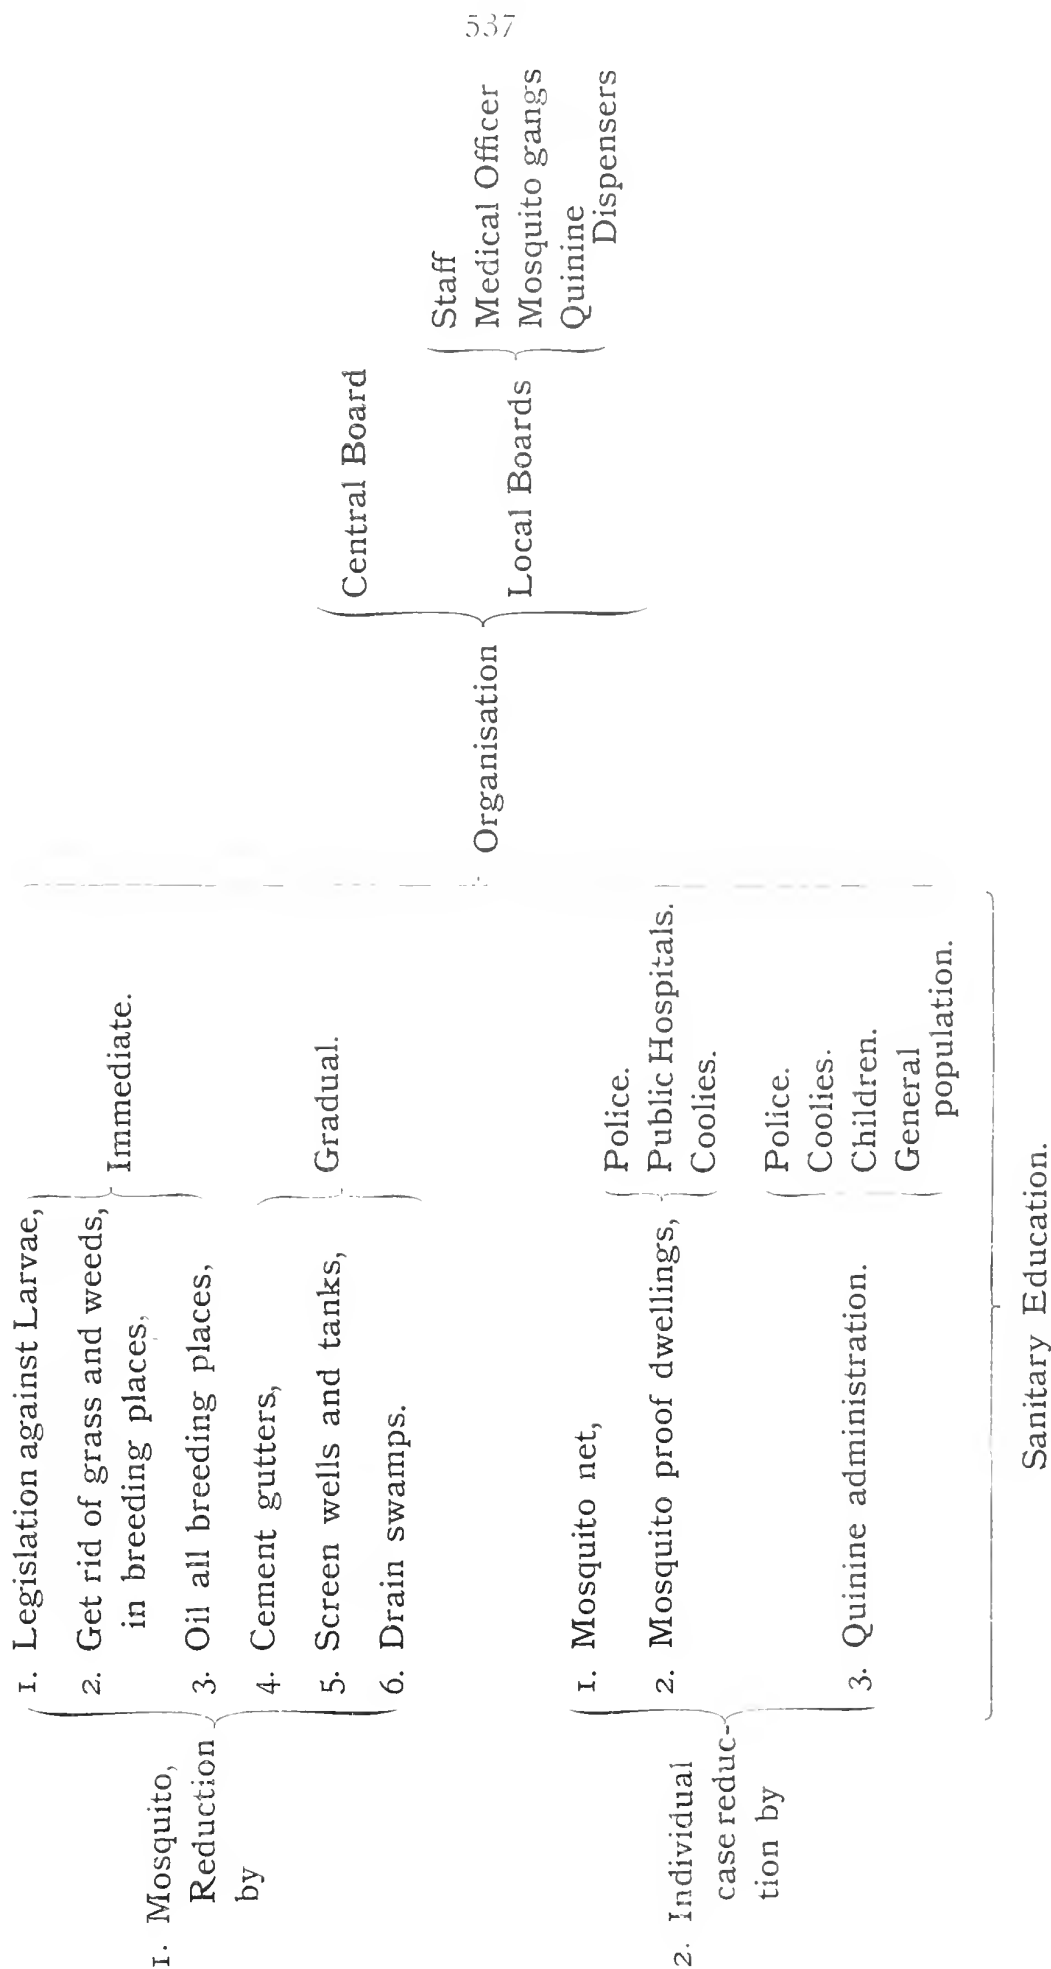 537
1. Mosquito,
Reduction
by
1. Legislation against Larvae,
2. Get rid of grass and weeds,
in breeding places,
3. Oil all breeding places,
Immediate.
4. Cement gutters,
5. Screen wells and tanks,
6. Drain swamps.
Gradual.
2. Individual
case reduc-
tion by
1. Mosquito net,
2. Mosquito proof dwellings,
Police.
Public Hospitals.
Coolies.
3. Quinine administration.
Police.
Coolies.
Children.
General
population.
Sanitary Education.
Organisation
Central Board
Local Boards
Staff
Medical Officer
Mosquito gangs
Quinine
Dispensers